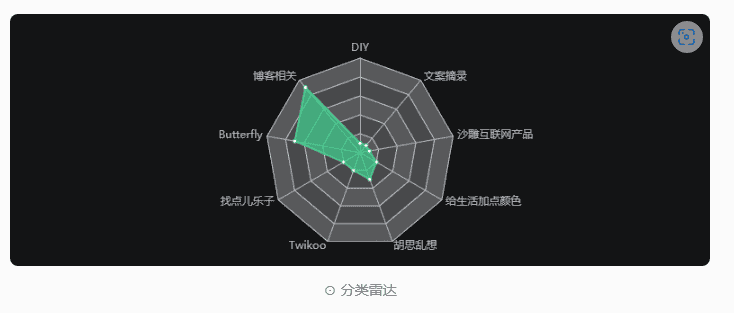 DIY
博客相关
文案摘录
Butterfly
沙雕互联网产品
找点儿乐子
给生活加点颜色
Twikoo
胡思乱想
分类雷达